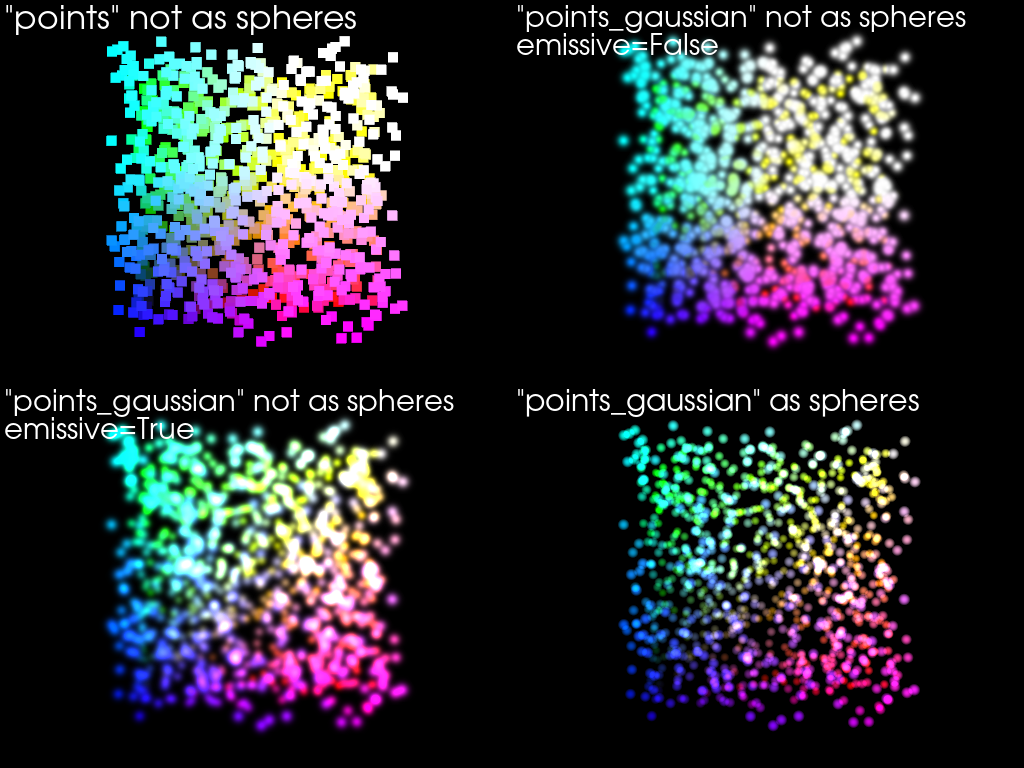 "points" not as spheres
"points_gaussian" not as spheres
emissive=False
"points_gaussian" not as spheres
emissive=True
"points_gaussian" as spheres